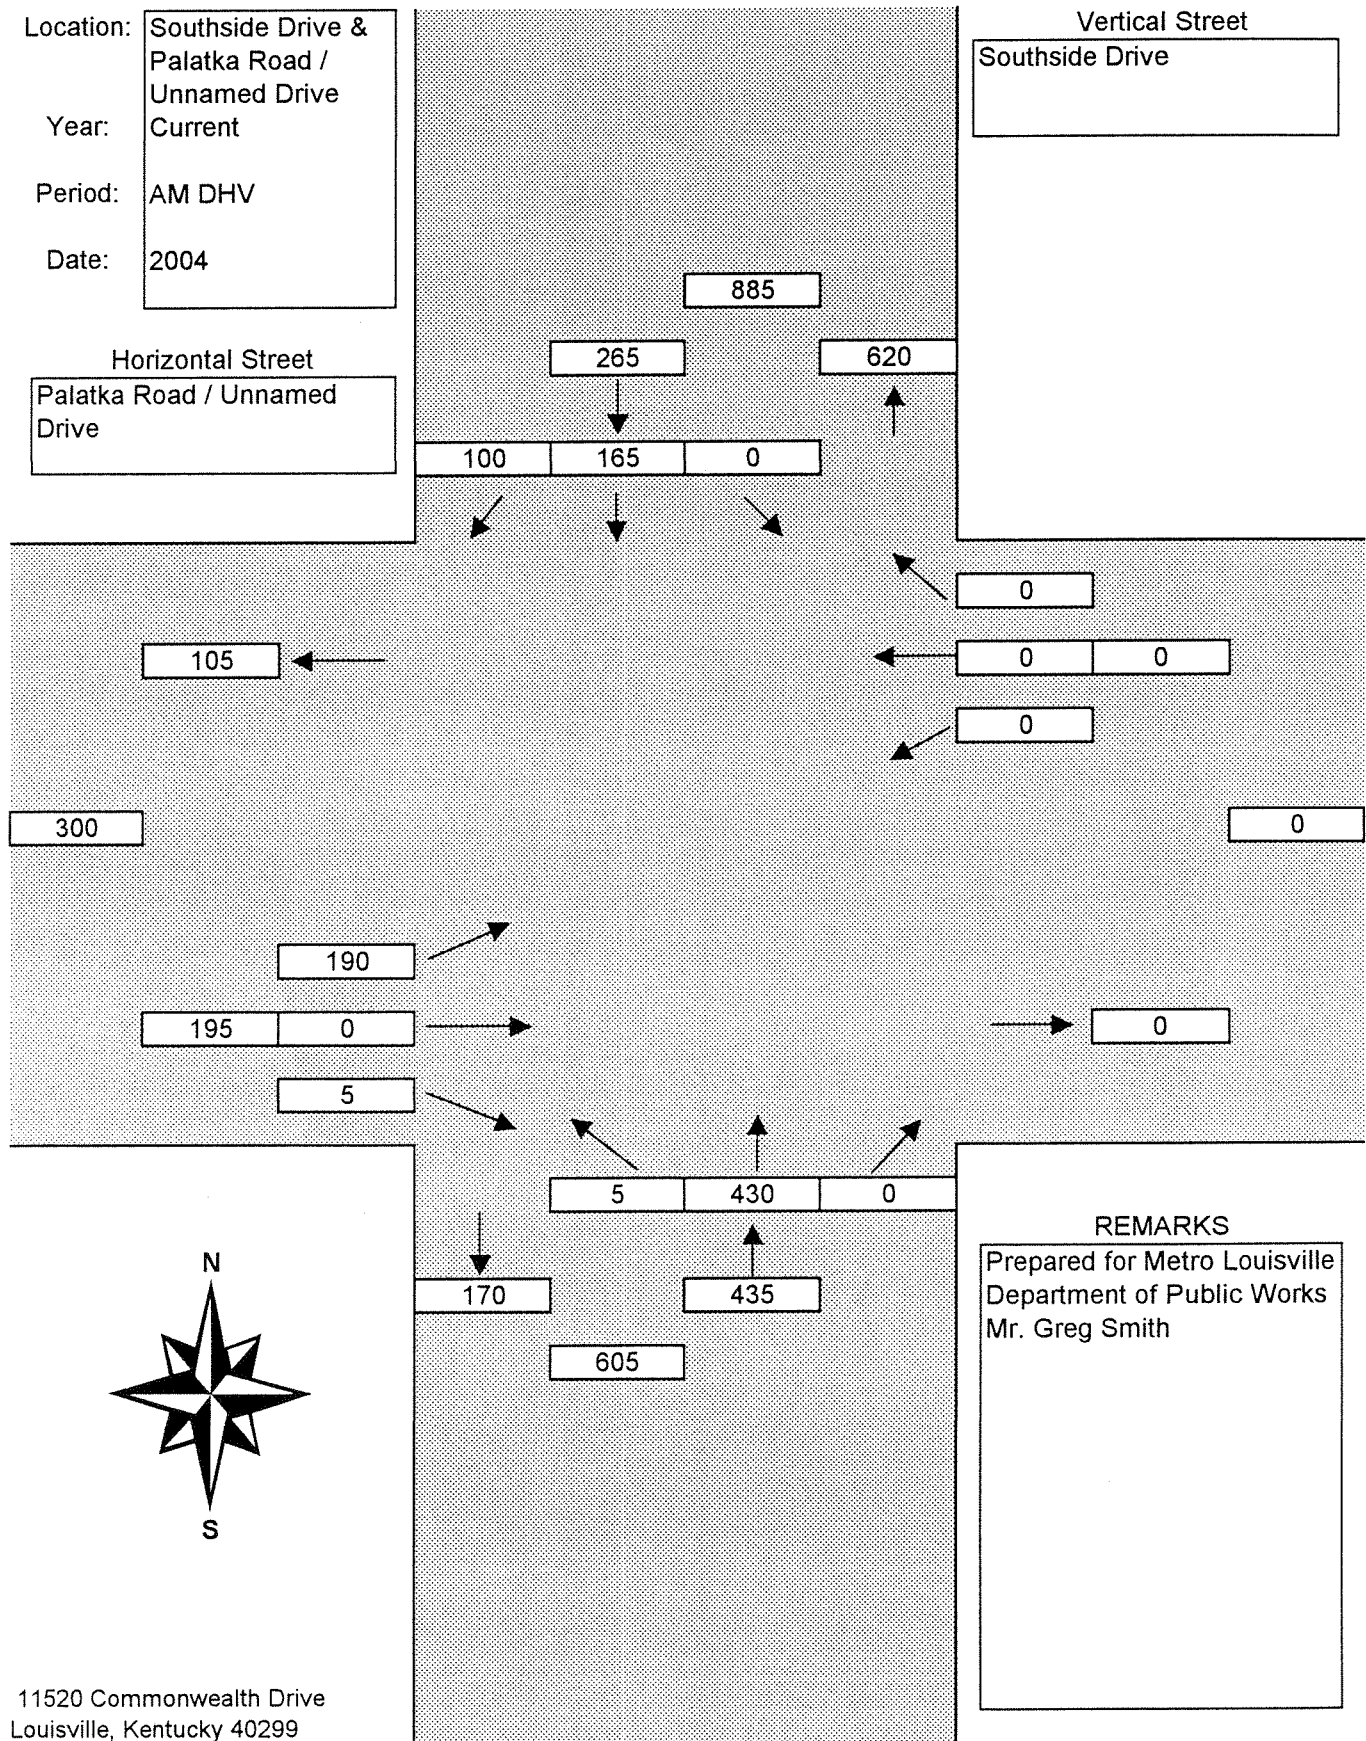 Location: Southside Drive &
Palatka Road /
Unnamed Drive
Year: Current
Period: AM DHV
Date: 2004
Vertical Street
Southside Drive
Horizontal Street
Palatka Road / Unnamed
Drive
885
265 620
100 165 0
0
105 0 0
0
300 0
190
195 0 0
5
5 430 0
170 435
605
N
S
REMARKS
Prepared for Metro Louisville
Department of Public Works
Mr. Greg Smith
11520 Commonwealth Drive
Louisville, Kentucky 40299